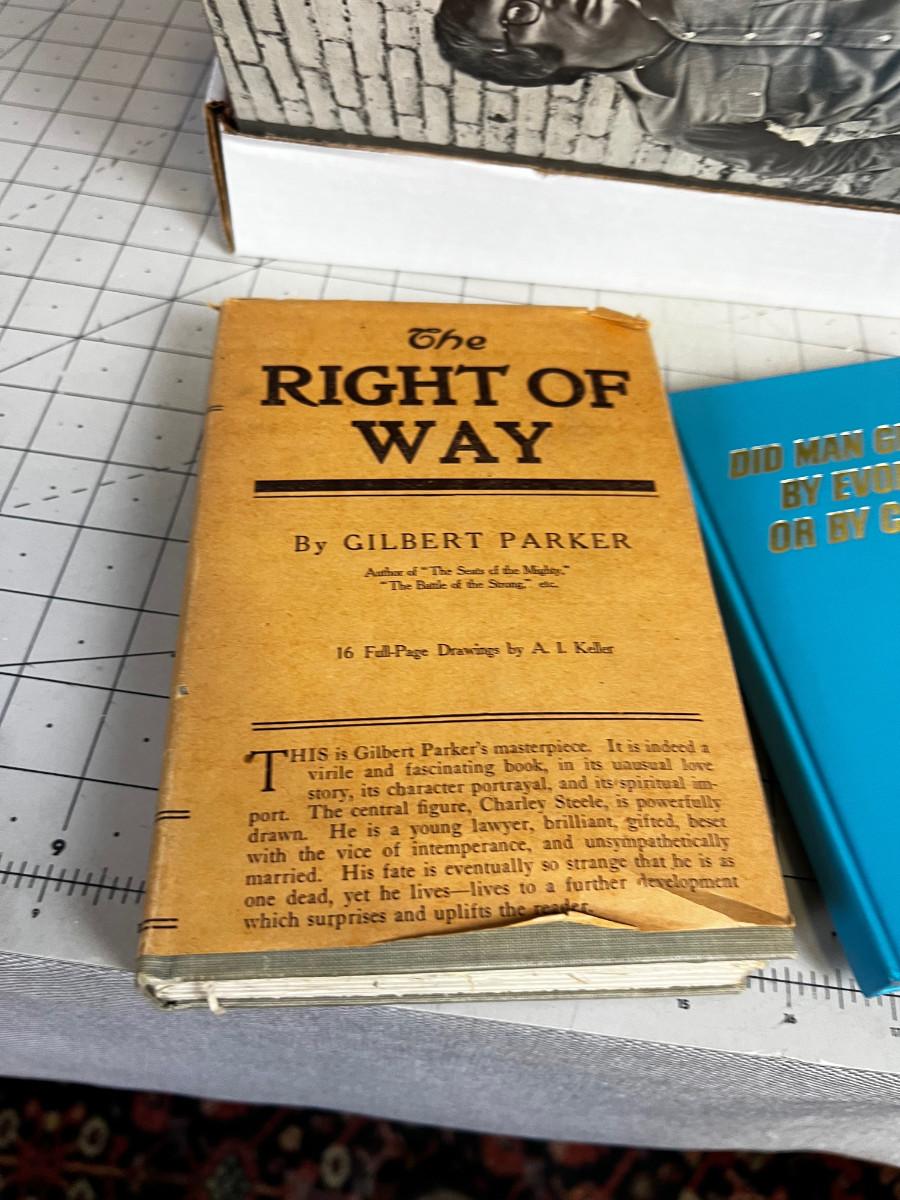 The
RIGHT OF
WAY
By GILBERT PARKER
Author of "The Seats of the Mighty,"
"The Battle of the Strong," etc.
16 Full-Page Drawings by A. I. Keller
THIS is Gilbert Parker's masterpiece. It is indeed a
virile and fascinating book, in its unusual love
story, its character portrayal, and its spiritual im-
port. The central figure, Charley Steele, is powerfully
drawn. He is a young lawyer, brilliant, gifted, beset
with the vice of intemperance, and unsympathetically
married. His fate is eventually so strange that he is as
one dead, yet he lives—lives to a further development
which surprises and uplifts the reader.
DID MAN G
BY EVO
OR BY C
9
9
15
16